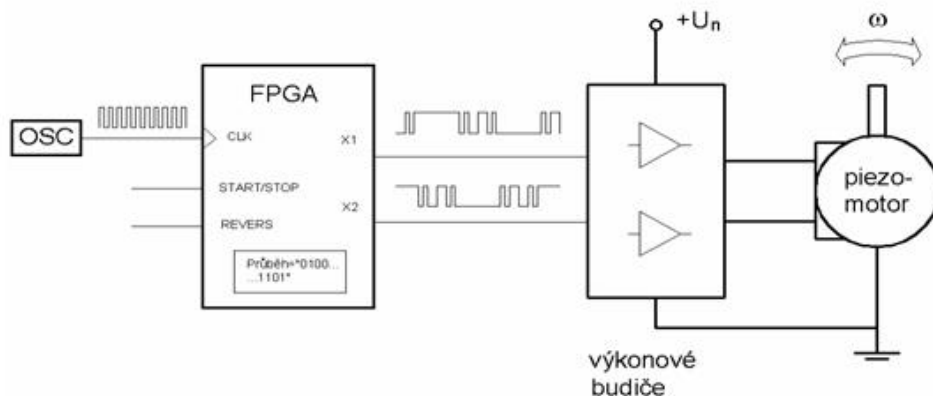 +Uₙ
ω
FPGA
OSC
CLK
X1
START/STOP
X2
REVERS
Průběh="0100...
...1101"
piezo-
motor
výkonové
budiče